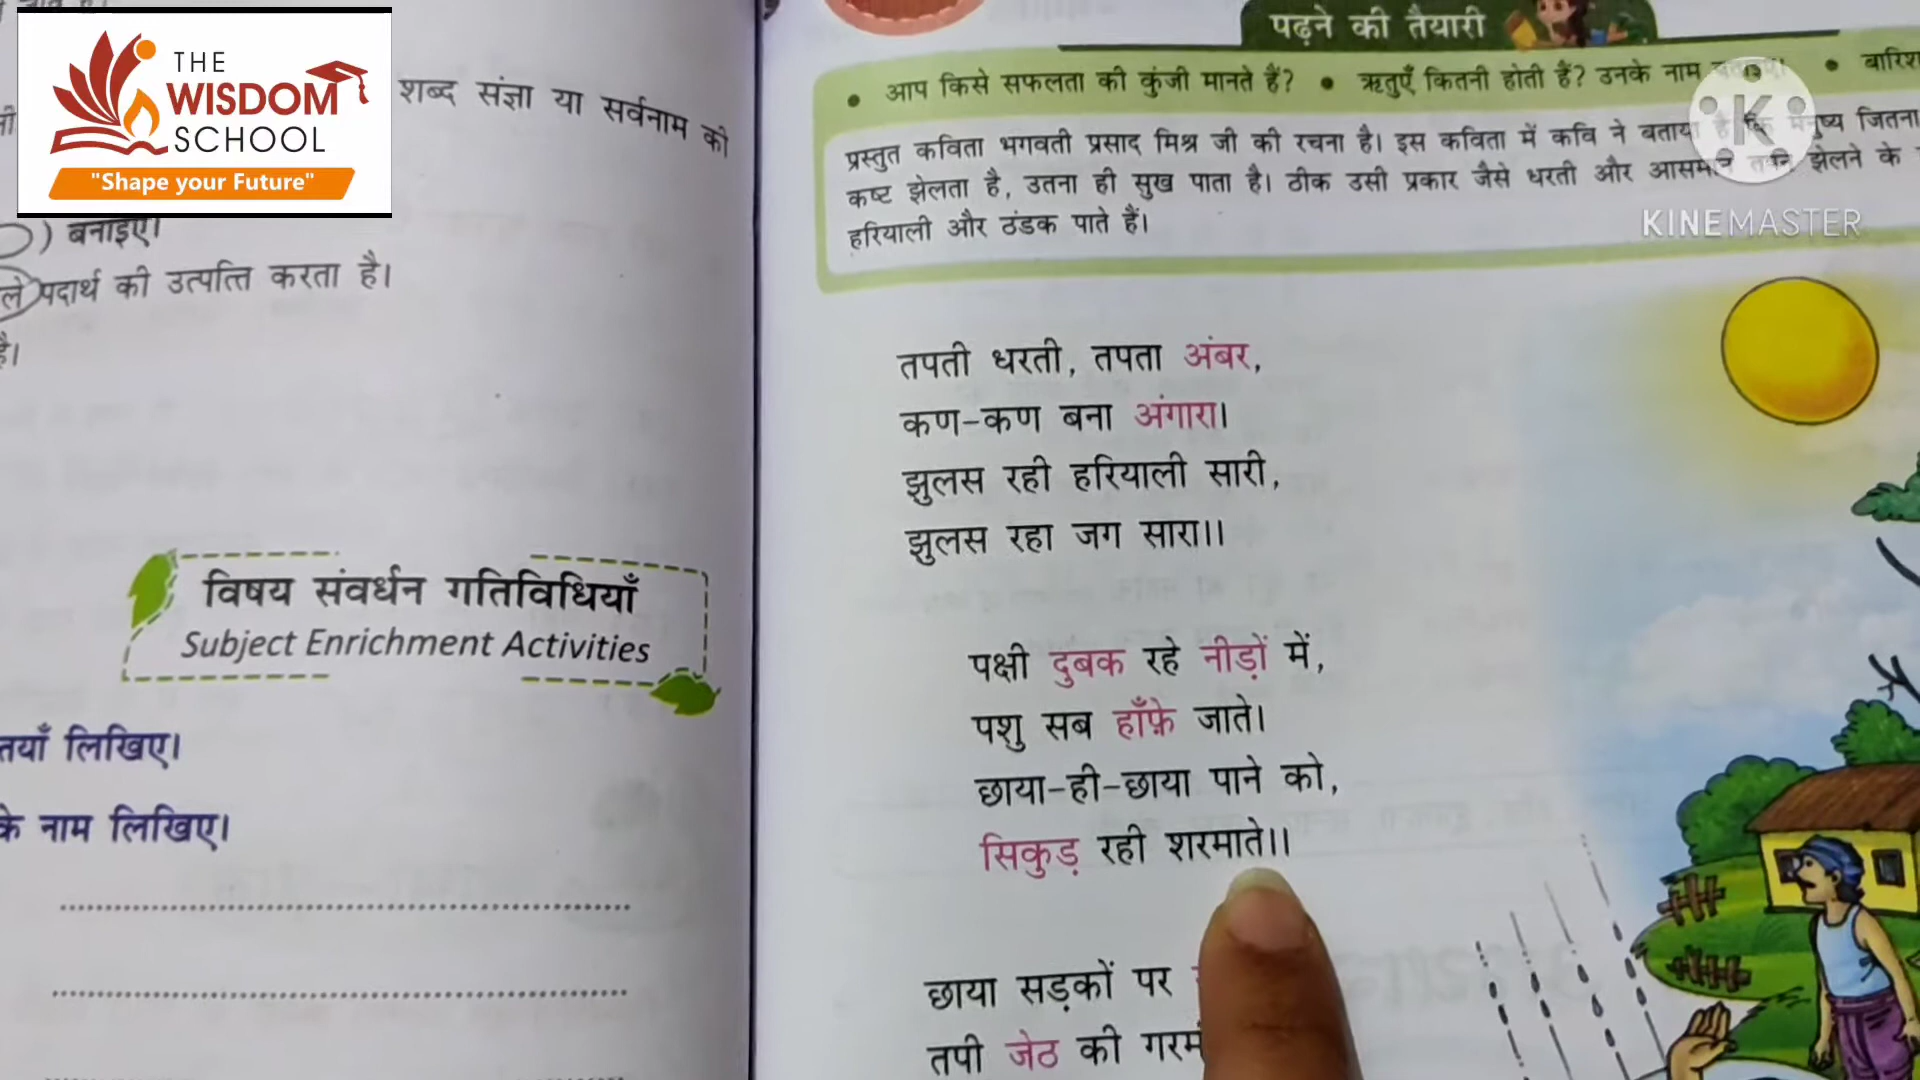 THE
WISDOM
SCHOOL
"Shape your Future"
शब्द संज्ञा या सर्वनाम की
) बनाइए।
पदार्थ की उत्पत्ति करता है।
है।
विषय संवर्धन गतिविधियाँ
Subject Enrichment Activities
लिखिए।
के नाम लिखिए।
पढ़ने की तैयारी
• आप किसे सफलता की कुंजी मानते हैं? • ऋतुएँ कितनी होती हैं? उनके नाम •
प्रस्तुत कविता भगवती प्रसाद मिश्र जी की रचना है। इस कविता में कवि ने बताया है कि मनुष्य जितना
कष्ट झेलता है, उतना ही सुख पाता है। ठीक उसी प्रकार जैसे धरती और आसमान झेलने के
हरियाली और ठंडक पाते हैं।
K
KINEMASTER
तपती धरती, तपता अंबर,
कण-कण बना अंगारा।
झुलस रही हरियाली सारी,
झुलस रहा जग सारा।।
पक्षी दुबक रहे नीड़ों में,
पशु सब हाँफ़े जाते।
छाया-ही-छाया पाने को,
सिकुड़ रही शरमाते।।
छाया सड़कों पर
तपी जेठ की